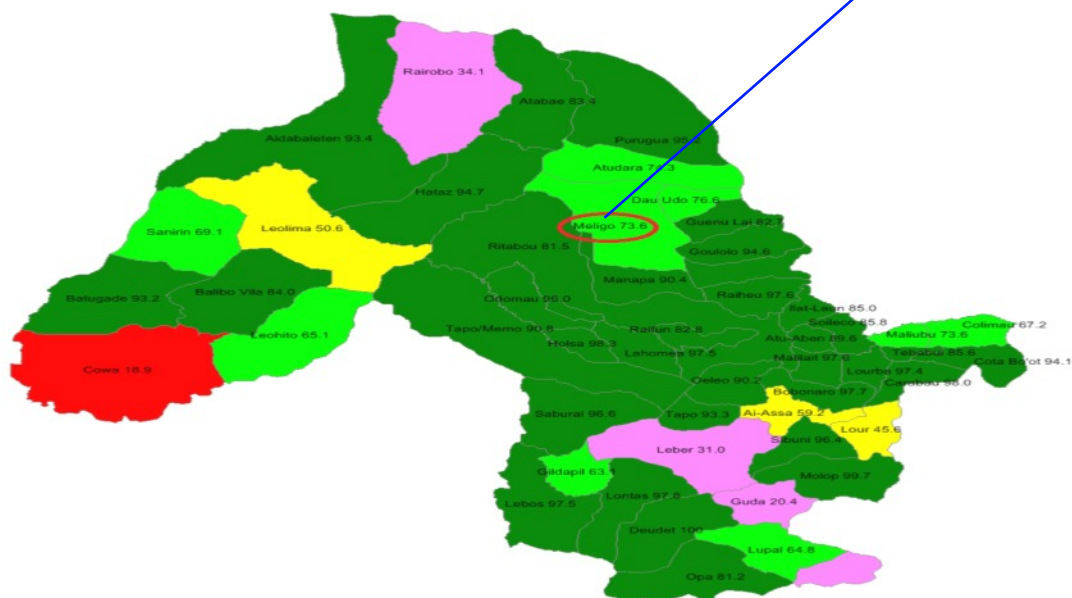 Rairobo 34.1
Atabae 83.4
Aidabaleten 93.4
Purugua 95.2
Atudara 74.3
Hataz 94.7
Dau Udo 76.6
Sanirin 69.1
Leolima 50.6
Meligo 73.6
Guenu Lai 82.7
Ritabou 81.5
Goulolo 94.6
Manapa 90.4
Batugade 93.2
Balibo Vila 84.0
Odomau 96.0
Raiheu 97.6
Ilat-Laun 85.0
Soileco 85.8
Colimau 67.2
Leohito 65.1
Tapo/Memo 90.8
Raifun 82.8
Atu-Aben 89.6
Maliubu 73.6
Holsa 98.3
Lahomea 97.5
Malilait 97.6
Tebabui 85.6
Cota Bo'ot 94.1
Cowa 18.9
Oeleo 90.2
Lourba 97.4
Carabau 98.0
Bobonaro 97.7
Saburai 96.6
Tapo 93.3
Ai-Assa 59.2
Lour 45.6
Sibuni 96.4
Leber 31.0
Gildapil 63.1
Molop 99.7
Lebos 97.5
Lontas 97.8
Guda 20.4
Deudet 100
Lupal 64.8
Opa 81.2